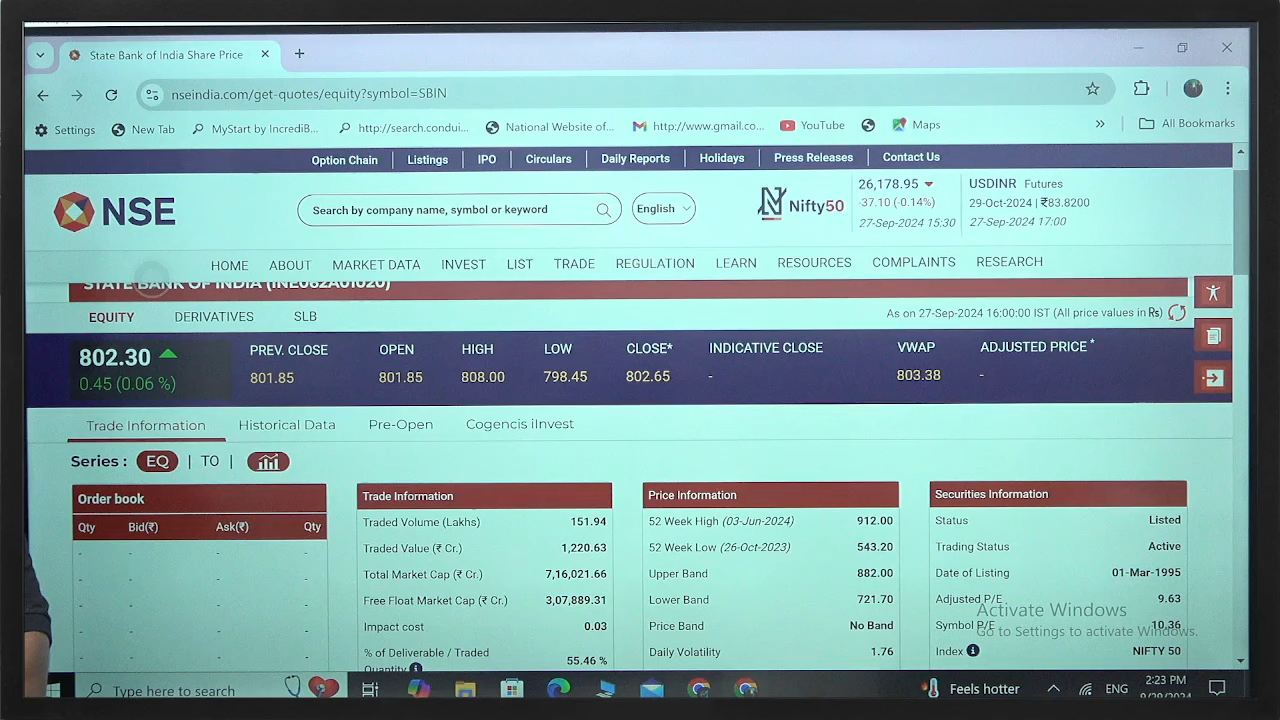 State Bank of India Share Price
nseindia.com/get-quotes/equity?symbol=SBIN
Settings New Tab MyStart by IncrediB... http://search.condui... National Website of... http://www.gmail.co... YouTube Maps » All Bookmarks
Option Chain Listings IPO Circulars Daily Reports Holidays Press Releases Contact Us
NSE
Search by company name, symbol or keyword
English
Nifty50
26,178.95
-37.10 (-0.14%)
27-Sep-2024 15:30
USDINR Futures
29-Oct-2024 | ₹83.8200
27-Sep-2024 17:00
HOME ABOUT MARKET DATA INVEST LIST TRADE REGULATION LEARN RESOURCES COMPLAINTS RESEARCH
STATE BANK OF INDIA (INE062A01020)
EQUITY DERIVATIVES SLB
As on 27-Sep-2024 16:00:00 IST (All price values in Rs)
802.30
0.45 (0.06 %)
PREV. CLOSE OPEN HIGH LOW CLOSE* INDICATIVE CLOSE VWAP ADJUSTED PRICE *
801.85 801.85 808.00 798.45 802.65 - 803.38 -
Trade Information Historical Data Pre-Open Cogencis iInvest
Series : EQ | TO |
Order book
Qty Bid(₹) Ask(₹) Qty
- - - -
- - - -
- - - -
- - - -
- - - -
Trade Information
Traded Volume (Lakhs) 151.94
Traded Value (₹ Cr.) 1,220.63
Total Market Cap (₹ Cr.) 7,16,021.66
Free Float Market Cap (₹ Cr.) 3,07,889.31
Impact cost 0.03
% of Deliverable / Traded
Quantity 55.46 %
Price Information
52 Week High (03-Jun-2024) 912.00
52 Week Low (26-Oct-2023) 543.20
Upper Band 882.00
Lower Band 721.70
Price Band No Band
Daily Volatility 1.76
Securities Information
Status Listed
Trading Status Active
Date of Listing 01-Mar-1995
Adjusted P/E 9.63
Symbol P/E 10.36
Index NIFTY 50
Activate Windows
Go to Settings to activate Windows.
Type here to search
Feels hotter
ENG
2:23 PM